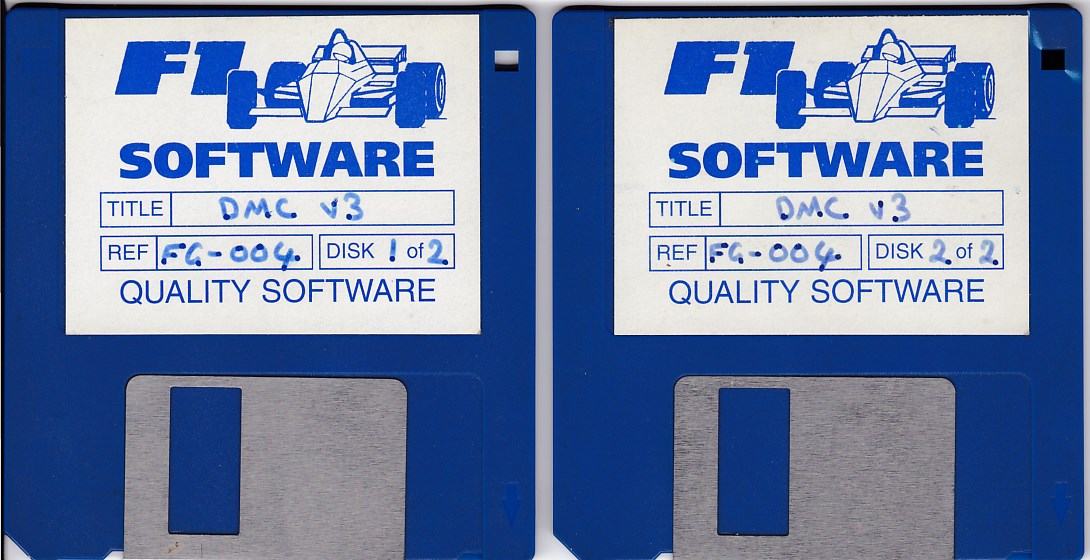 F1
SOFTWARE
TITLE DMC v3
REF FG-004. DISK 1 of 2
QUALITY SOFTWARE
F1
SOFTWARE
TITLE DMC v3
REF FG-004. DISK 2 of 2
QUALITY SOFTWARE